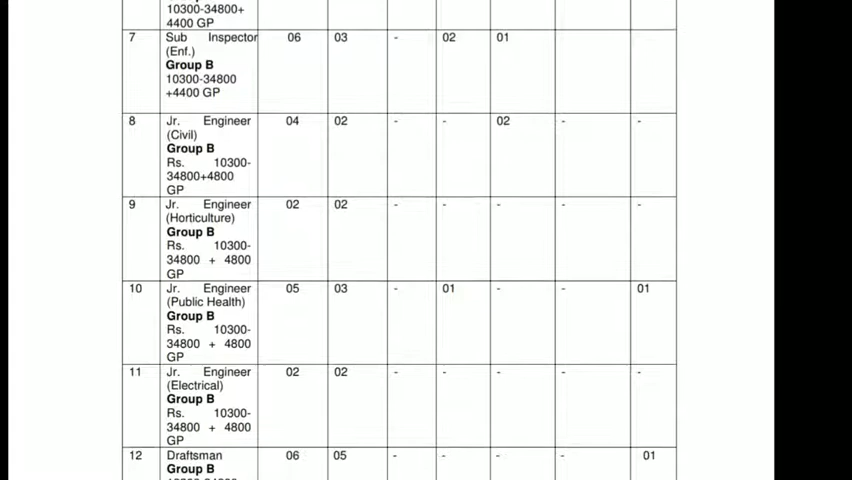 10300-34800+
4400 GP
7 Sub Inspector 06 03 - 02 01
(Enf.)
Group B
10300-34800
+4400 GP
8 Jr. Engineer 04 02 - - 02 - -
(Civil)
Group B
Rs. 10300-
34800+4800
GP
9 Jr. Engineer 02 02 - - - - -
(Horticulture)
Group B
Rs. 10300-
34800 + 4800
GP
10 Jr. Engineer 05 03 - 01 - - 01
(Public Health)
Group B
Rs. 10300-
34800 + 4800
GP
11 Jr. Engineer 02 02 - - - - -
(Electrical)
Group B
Rs. 10300-
34800 + 4800
GP
12 Draftsman 06 05 - - - - 01
Group B